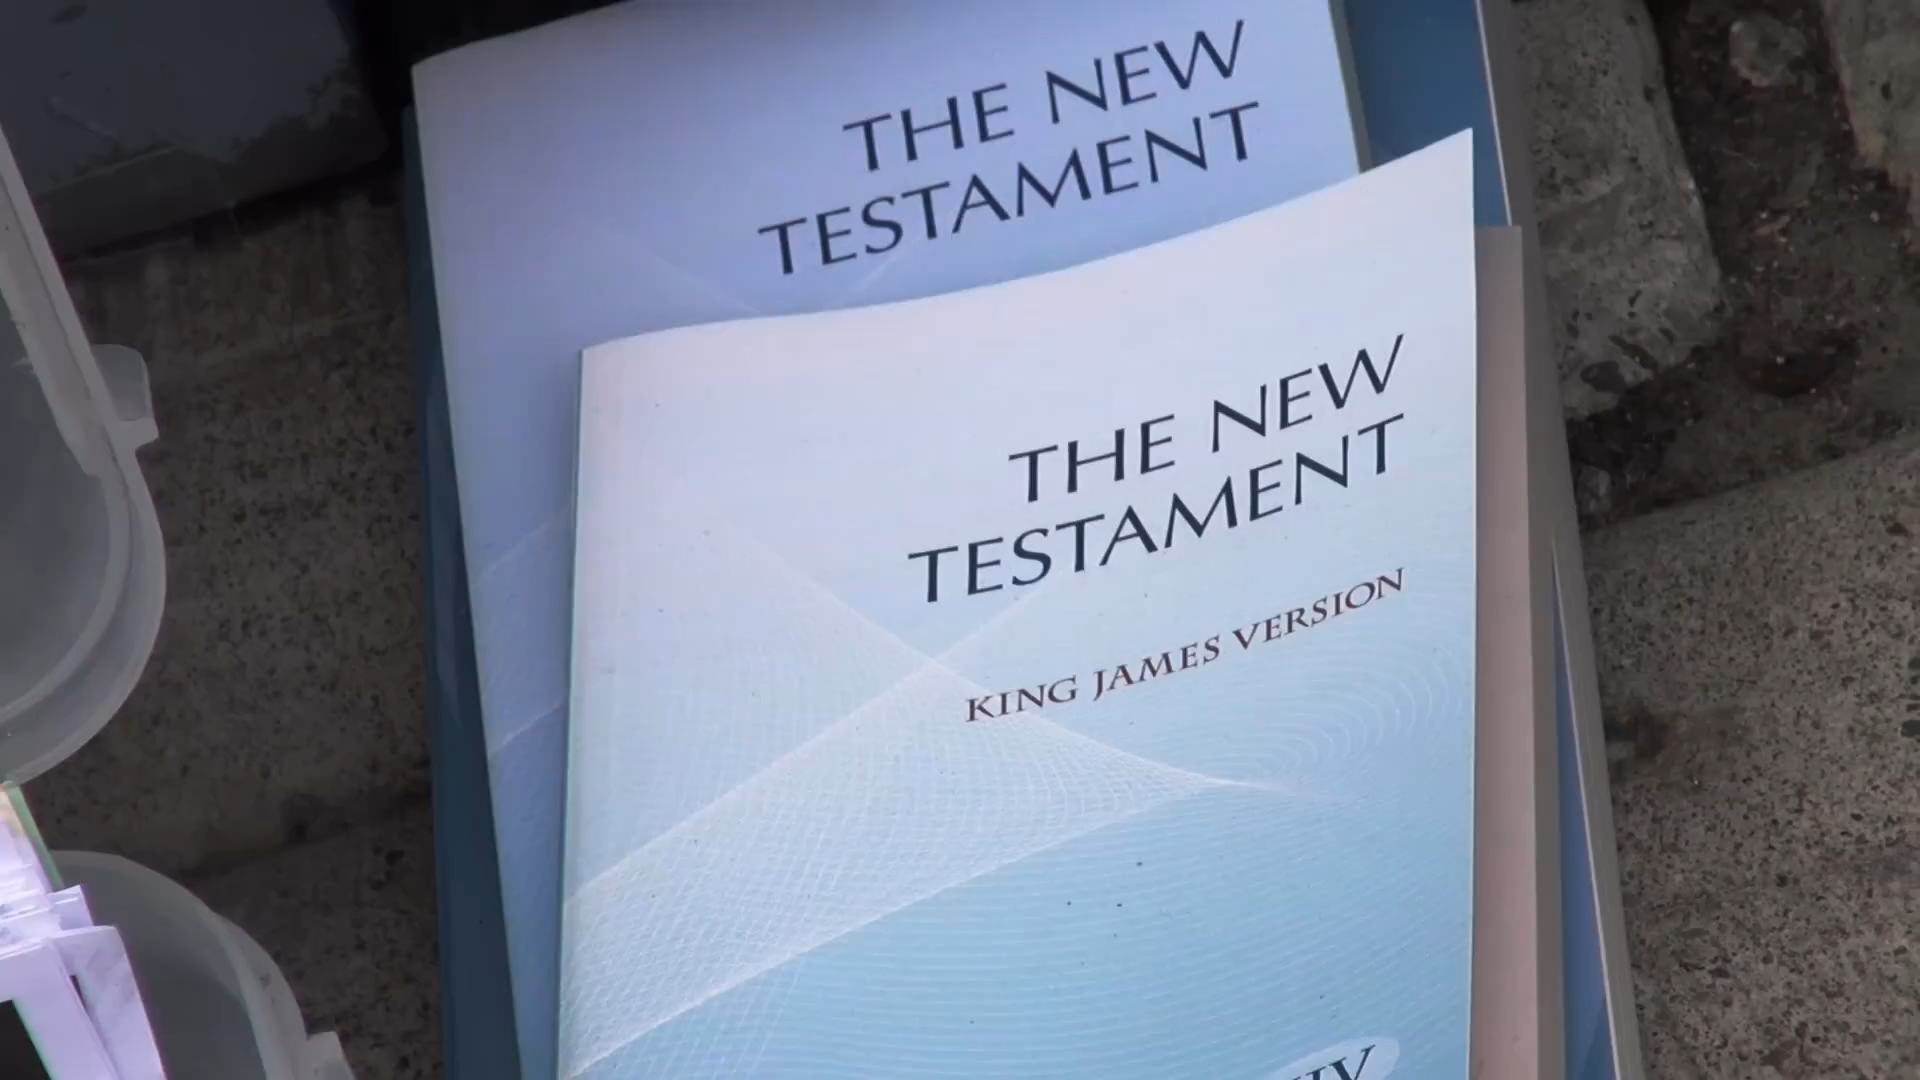 THE NEW
TESTAMENT
THE NEW
TESTAMENT
KING JAMES VERSION